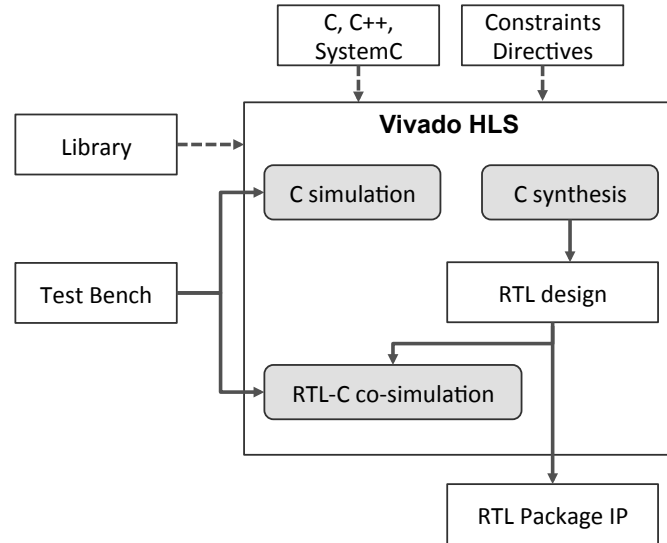 C, C++,
SystemC
Constraints
Directives
Vivado HLS
Library
C simulation
C synthesis
Test Bench
RTL design
RTL-C co-simulation
RTL Package IP